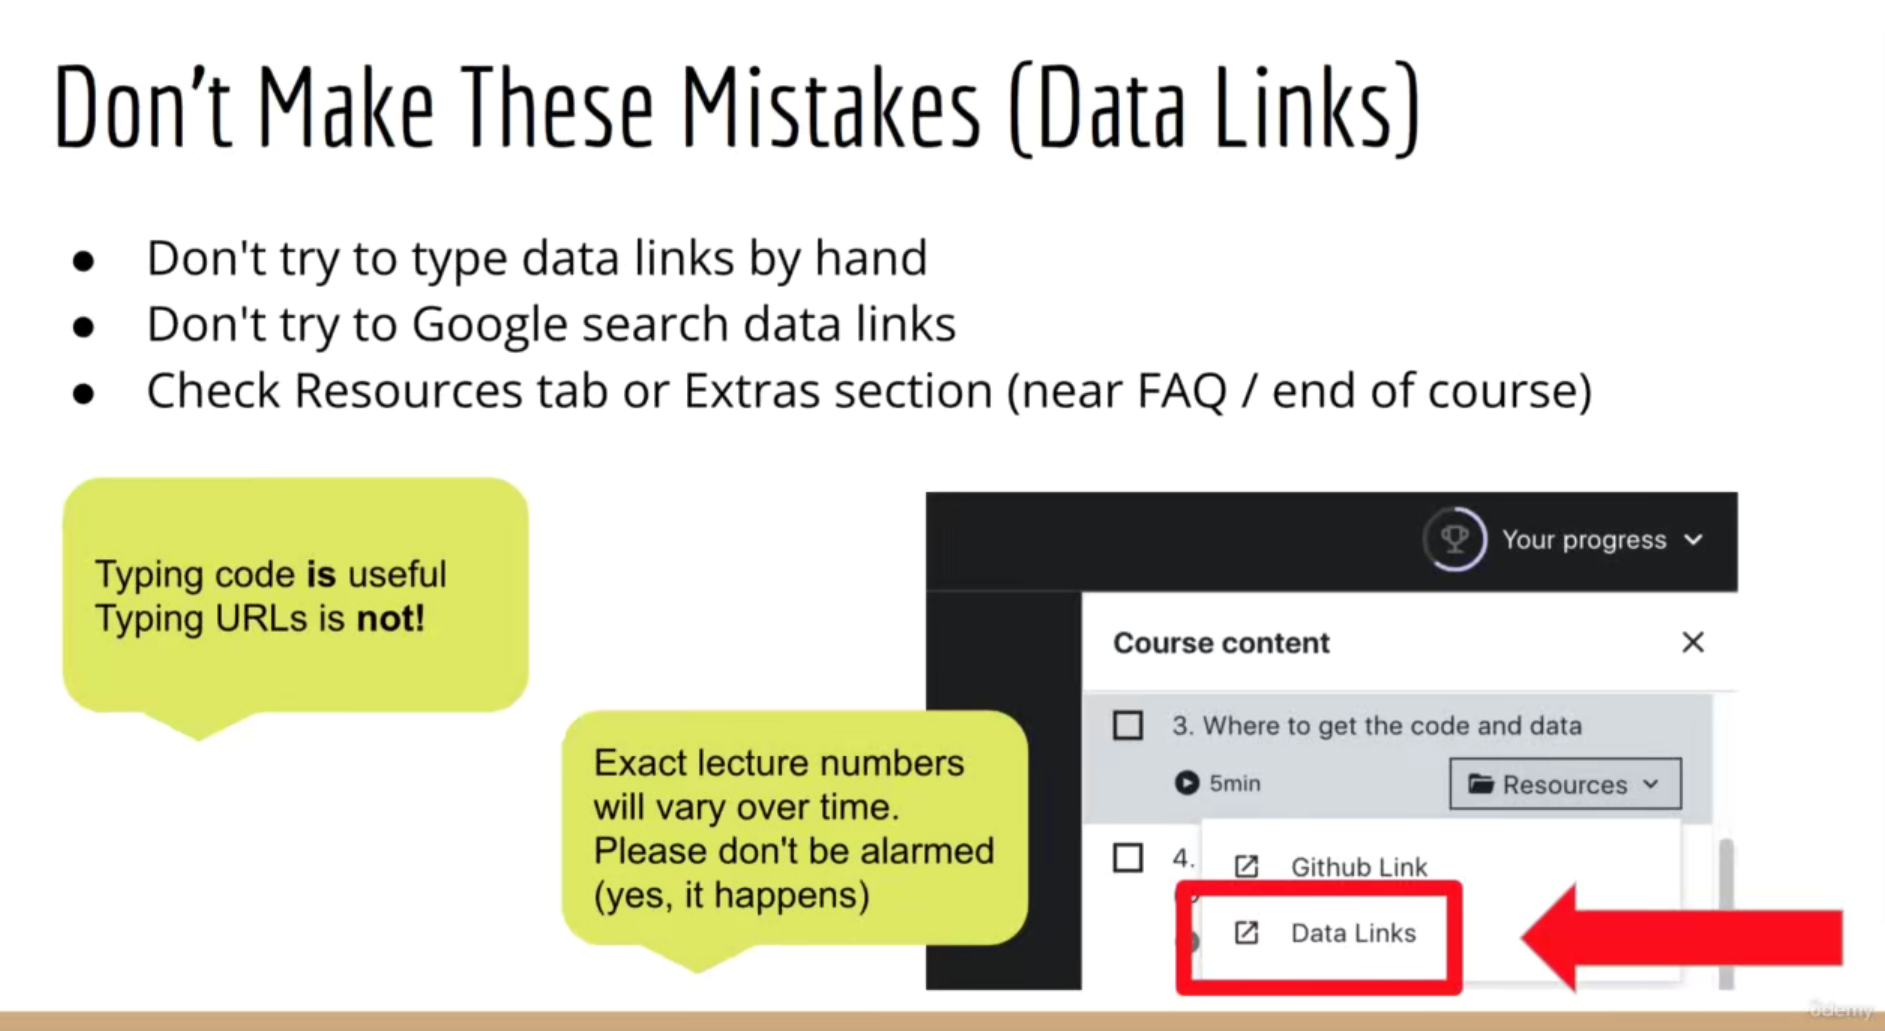 Don't Make These Mistakes (Data Links)
● Don't try to type data links by hand
● Don't try to Google search data links
● Check Resources tab or Extras section (near FAQ / end of course)
Typing code is useful
Typing URLs is not!
Exact lecture numbers
will vary over time.
Please don't be alarmed
(yes, it happens)
Your progress
Course content
3. Where to get the code and data
5min
Resources
4.
Github Link
Data Links
ûdemy